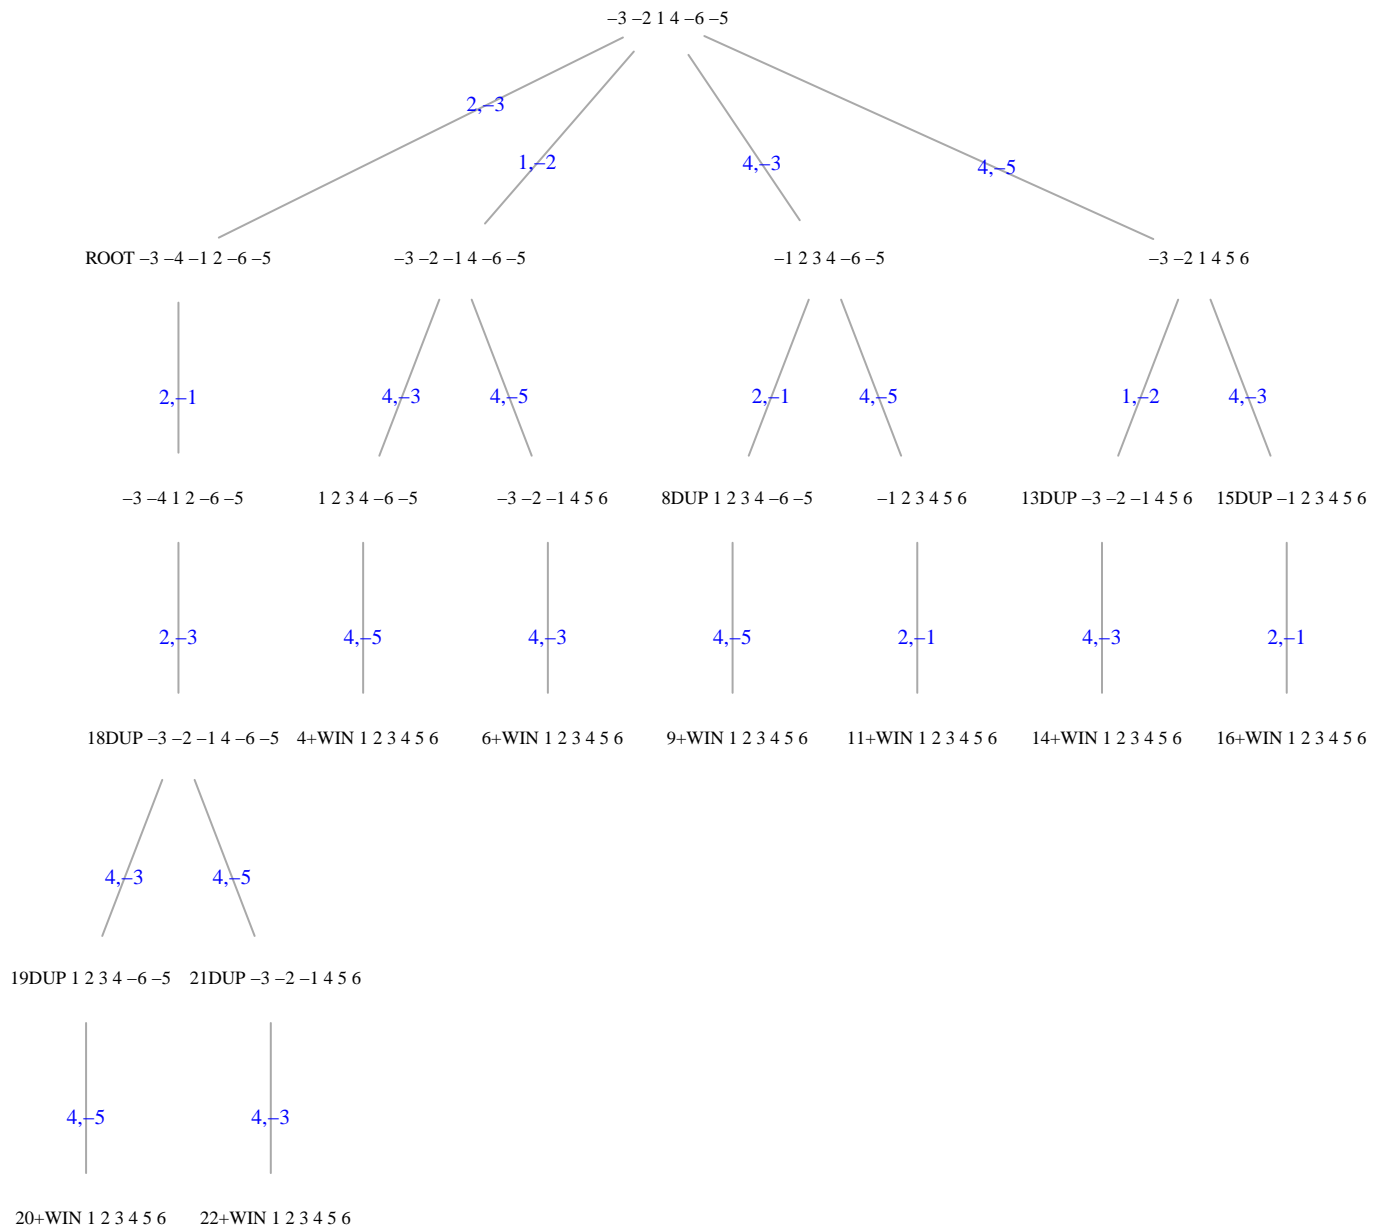 –3 –2 1 4 –6 –5
2,–3
1,–2
4,–3
4,–5
ROOT –3 –4 –1 2 –6 –5
–3 –2 –1 4 –6 –5
–1 2 3 4 –6 –5
–3 –2 1 4 5 6
2,–1
4,–3
4,–5
2,–1
4,–5
1,–2
4,–3
–3 –4 1 2 –6 –5
1 2 3 4 –6 –5
–3 –2 –1 4 5 6
8DUP 1 2 3 4 –6 –5
–1 2 3 4 5 6
13DUP –3 –2 –1 4 5 6
15DUP –1 2 3 4 5 6
2,–3
4,–5
4,–3
4,–5
2,–1
4,–3
2,–1
18DUP –3 –2 –1 4 –6 –5
4+WIN 1 2 3 4 5 6
6+WIN 1 2 3 4 5 6
9+WIN 1 2 3 4 5 6
11+WIN 1 2 3 4 5 6
14+WIN 1 2 3 4 5 6
16+WIN 1 2 3 4 5 6
4,–3
4,–5
19DUP 1 2 3 4 –6 –5
21DUP –3 –2 –1 4 5 6
4,–5
4,–3
20+WIN 1 2 3 4 5 6
22+WIN 1 2 3 4 5 6